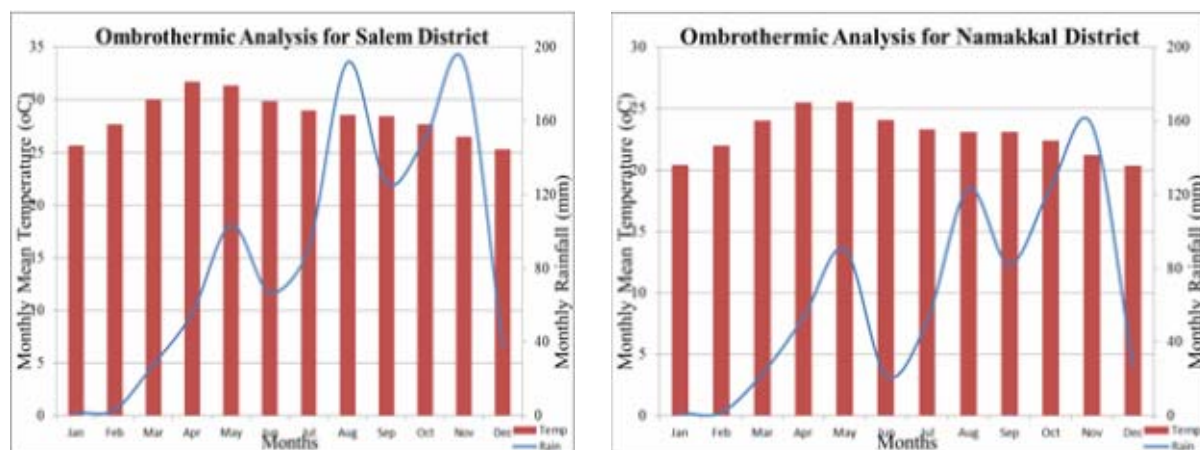 Ombrothermic Analysis for Salem District
Monthly Mean Temperature (oC)
35
30
25
20
15
10
5
0
200
160
120
80
40
0
Monthly Rainfall (mm)
Jan Feb Mar Apr May Jun Jul Aug Sep Oct Nov Dec
Months
Temp
Rain
Ombrothermic Analysis for Namakkal District
Monthly Mean Temperature (oC)
30
25
20
15
10
5
0
200
160
120
80
40
0
Monthly Rainfall (mm)
Jan Feb Mar Apr May Jun Jul Aug Sep Oct Nov Dec
Months
Temp
Rain